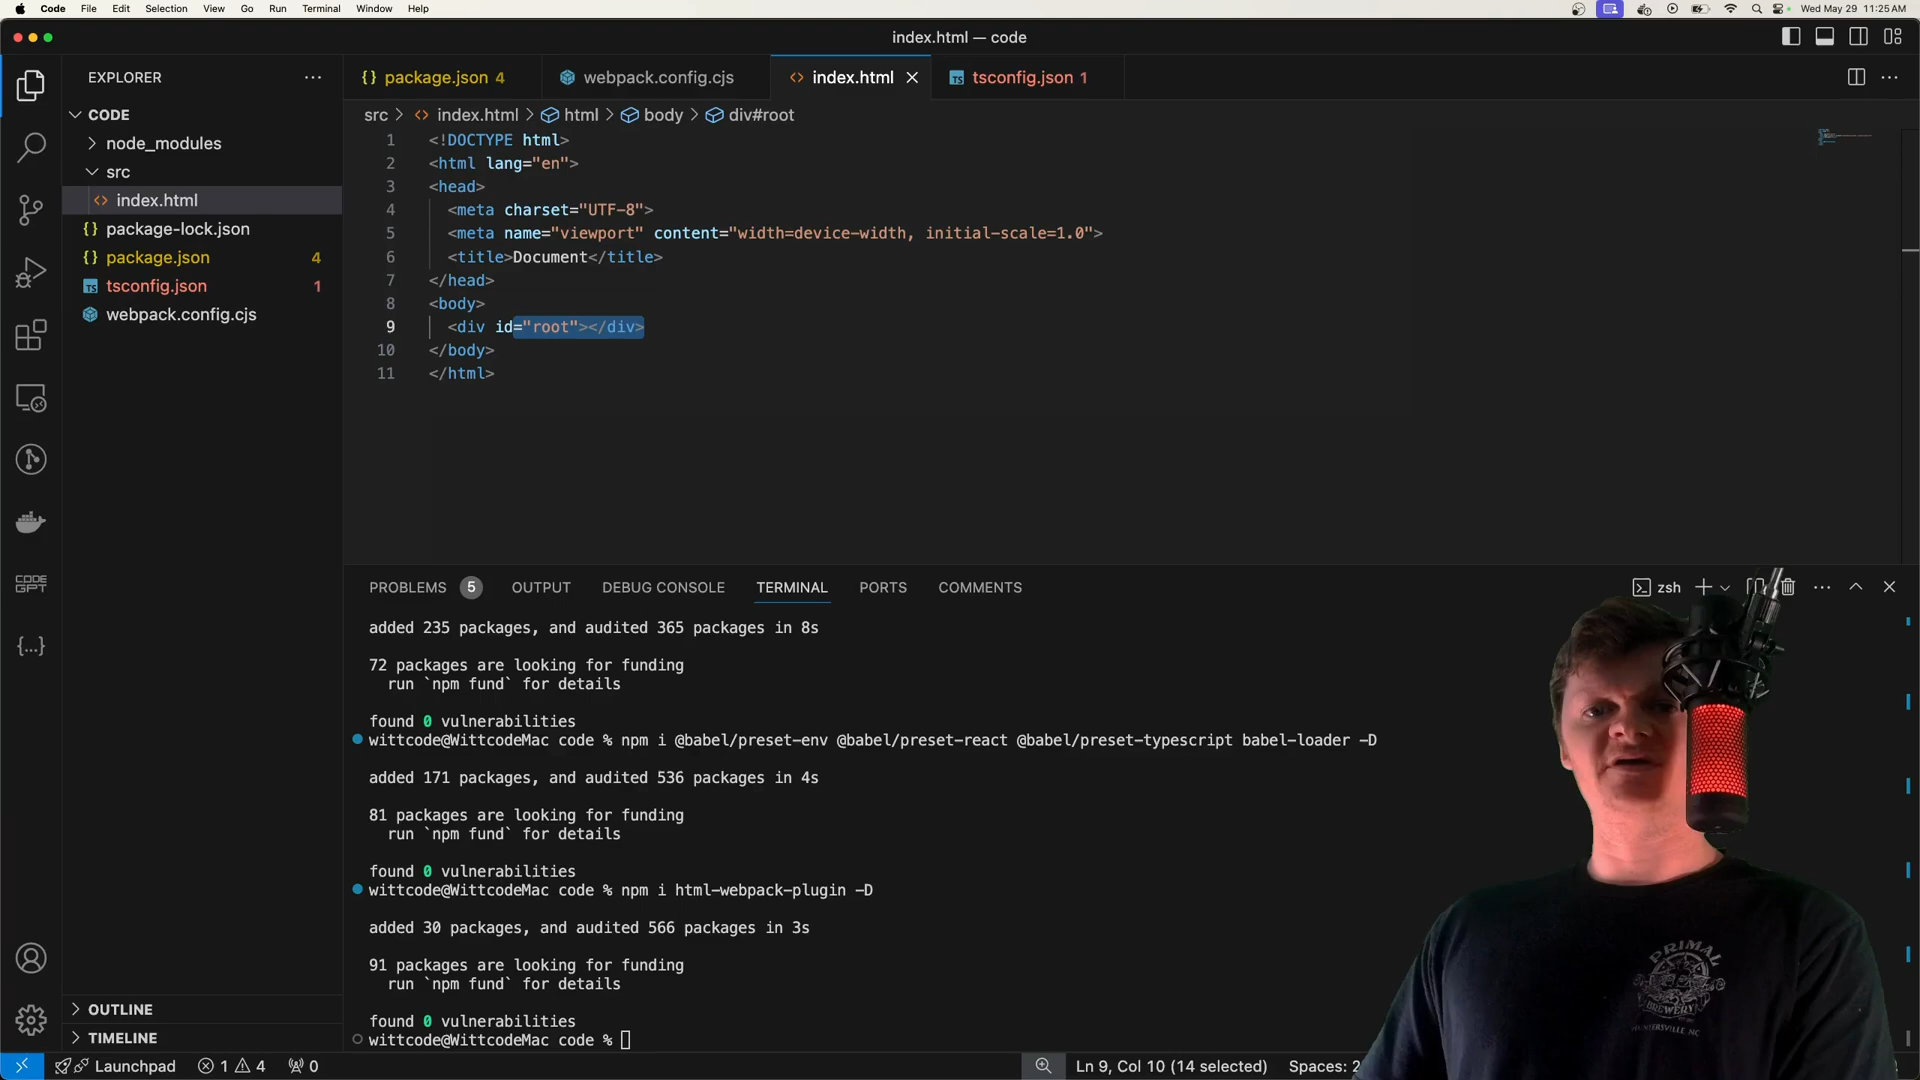 Code File Edit Selection View Go Run Terminal Window Help Wed May 29 11:25 AM
index.html — code
EXPLORER
package.json 4 webpack.config.cjs index.html tsconfig.json 1
CODE
node_modules
src
index.html
package-lock.json
package.json 4
tsconfig.json 1
webpack.config.cjs
OUTLINE
TIMELINE
src > index.html > html > body > div#root
1 <!DOCTYPE html>
2 <html lang="en">
3 <head>
4 <meta charset="UTF-8">
5 <meta name="viewport" content="width=device-width, initial-scale=1.0">
6 <title>Document</title>
7 </head>
8 <body>
9 <div id="root"></div>
10 </body>
11 </html>
PROBLEMS 5 OUTPUT DEBUG CONSOLE TERMINAL PORTS COMMENTS zsh
added 235 packages, and audited 365 packages in 8s
72 packages are looking for funding
run `npm fund` for details
found 0 vulnerabilities
wittcode@WittcodeMac code % npm i @babel/preset-env @babel/preset-react @babel/preset-typescript babel-loader -D
added 171 packages, and audited 536 packages in 4s
81 packages are looking for funding
run `npm fund` for details
found 0 vulnerabilities
wittcode@WittcodeMac code % npm i html-webpack-plugin -D
added 30 packages, and audited 566 packages in 3s
91 packages are looking for funding
run `npm fund` for details
found 0 vulnerabilities
wittcode@WittcodeMac code %
CODE
GPT
PRIMAL
BREWERY
HUNTERSVILLE NC
Launchpad 1 4 0 Ln 9, Col 10 (14 selected) Spaces: 2